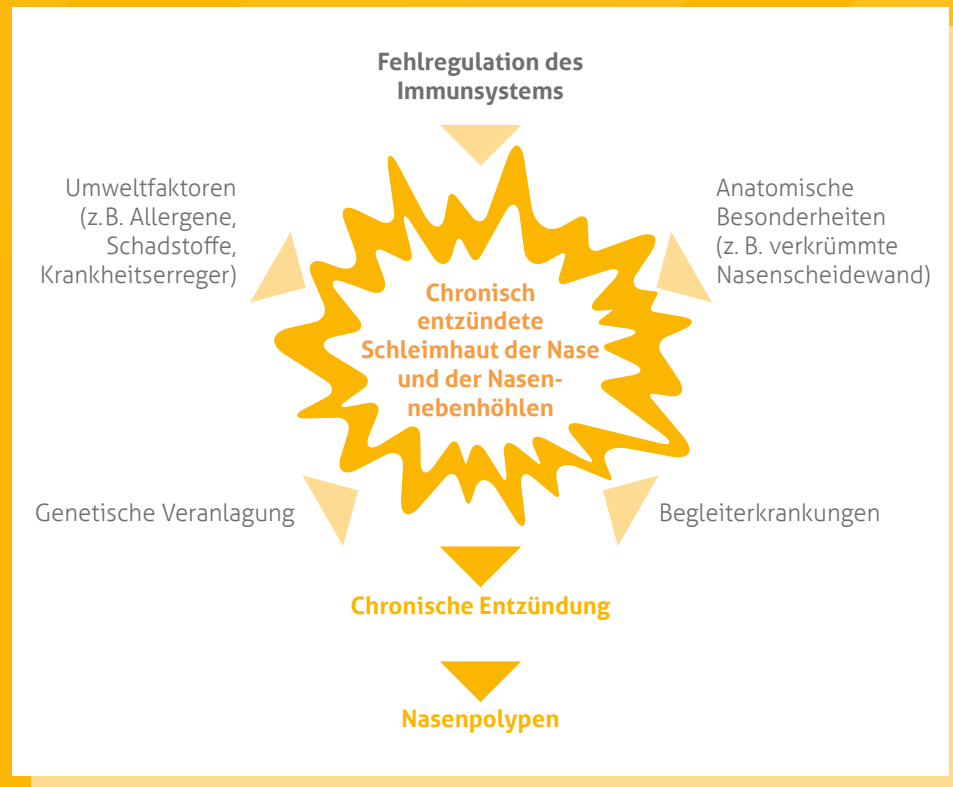 Fehlregulation des
Immunsystems
Umweltfaktoren
(z. B. Allergene,
Schadstoffe,
Krankheitserreger)
Anatomische
Besonderheiten
(z. B. verkrümmte
Nasenscheidewand)
Chronisch
entzündete
Schleimhaut der Nase
und der Nasen-
nebenhöhlen
Genetische Veranlagung
Begleiterkrankungen
Chronische Entzündung
Nasenpolypen